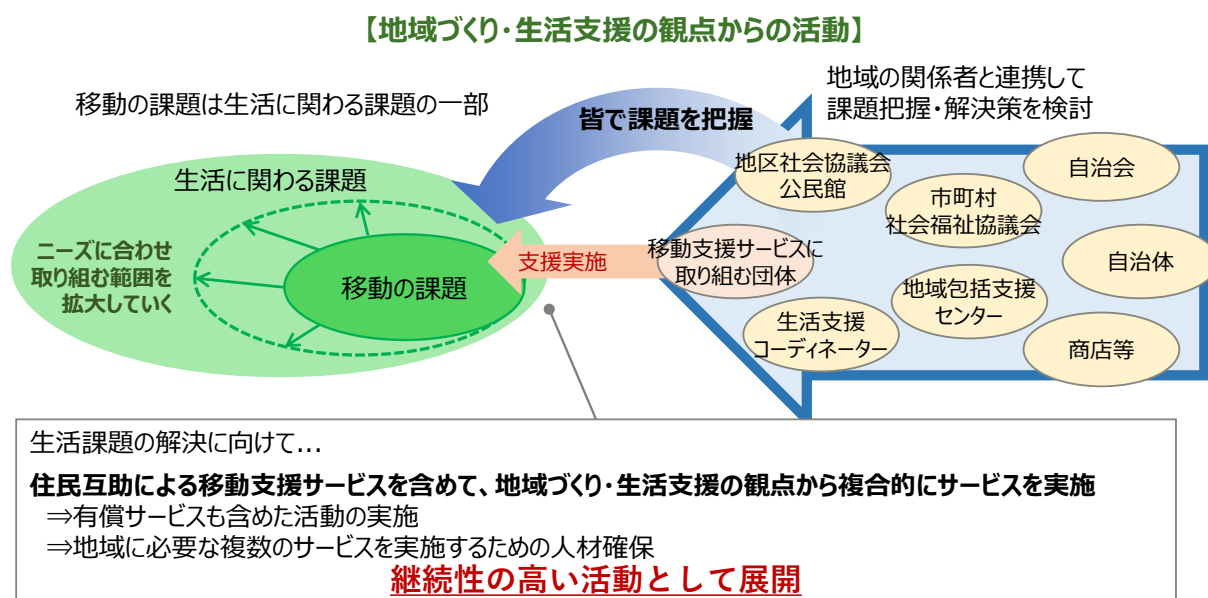 【地域づくり・生活支援の観点からの活動】
移動の課題は生活に関わる課題の一部
地域の関係者と連携して
課題把握・解決策を検討
皆で課題を把握
生活に関わる課題
ニーズに合わせ
取り組む範囲を
拡大していく
移動の課題
支援実施
移動支援サービスに
取り組む団体
地区社会協議会
公民館
市町村
社会福祉協議会
自治会
自治体
地域包括支援
センター
生活支援
コーディネーター
商店等
生活課題の解決に向けて…
住民互助による移動支援サービスを含めて、地域づくり・生活支援の観点から複合的にサービスを実施
⇒有償サービスも含めた活動の実施
⇒地域に必要な複数のサービスを実施するための人材確保
継続性の高い活動として展開